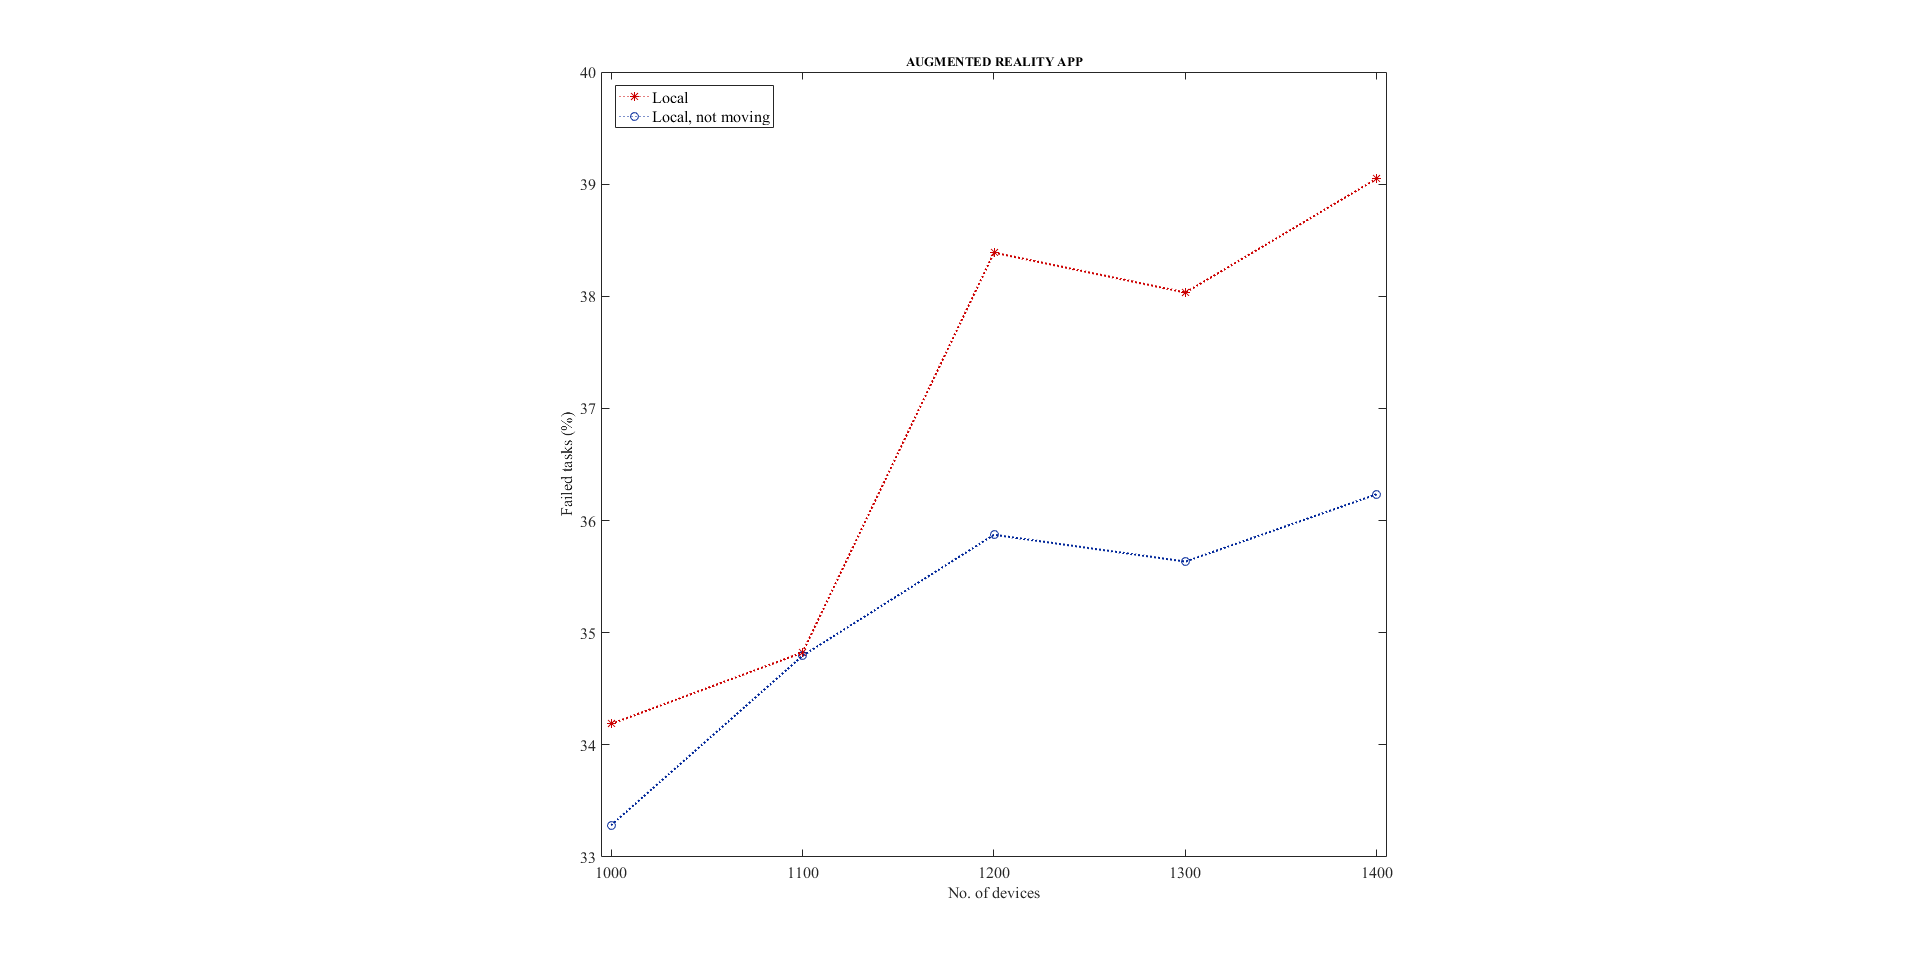 AUGMENTED REALITY APP
40
Local
Local, not moving
39
38
37
Failed tasks (%)
36
35
34
33
1000 1100 1200 1300 1400
No. of devices